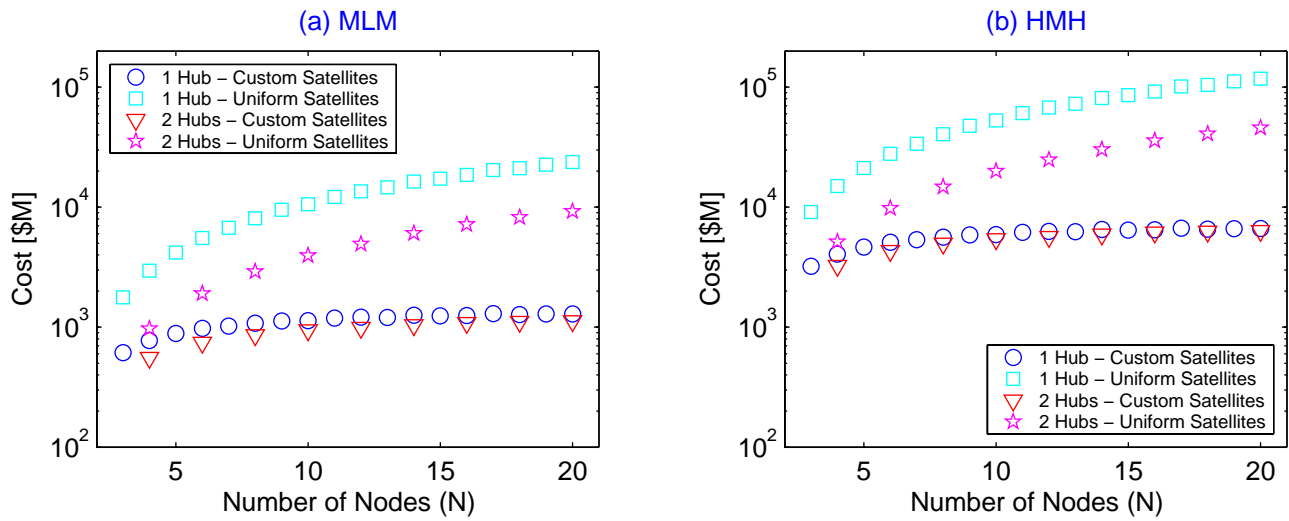 (a) MLM
10^5
10^4
10^3
10^2
Cost [$M]
1 Hub – Custom Satellites
1 Hub – Uniform Satellites
2 Hubs – Custom Satellites
2 Hubs – Uniform Satellites
5 10 15 20
Number of Nodes (N)
(b) HMH
10^5
10^4
10^3
10^2
Cost [$M]
1 Hub – Custom Satellites
1 Hub – Uniform Satellites
2 Hubs – Custom Satellites
2 Hubs – Uniform Satellites
5 10 15 20
Number of Nodes (N)